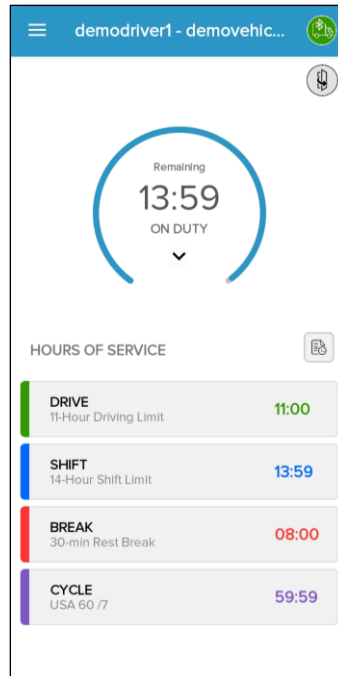 demodriver1 - demovehic...
Remaining
13:59
ON DUTY
HOURS OF SERVICE
DRIVE
11-Hour Driving Limit
11:00
SHIFT
14-Hour Shift Limit
13:59
BREAK
30-min Rest Break
08:00
CYCLE
USA 60 /7
59:59